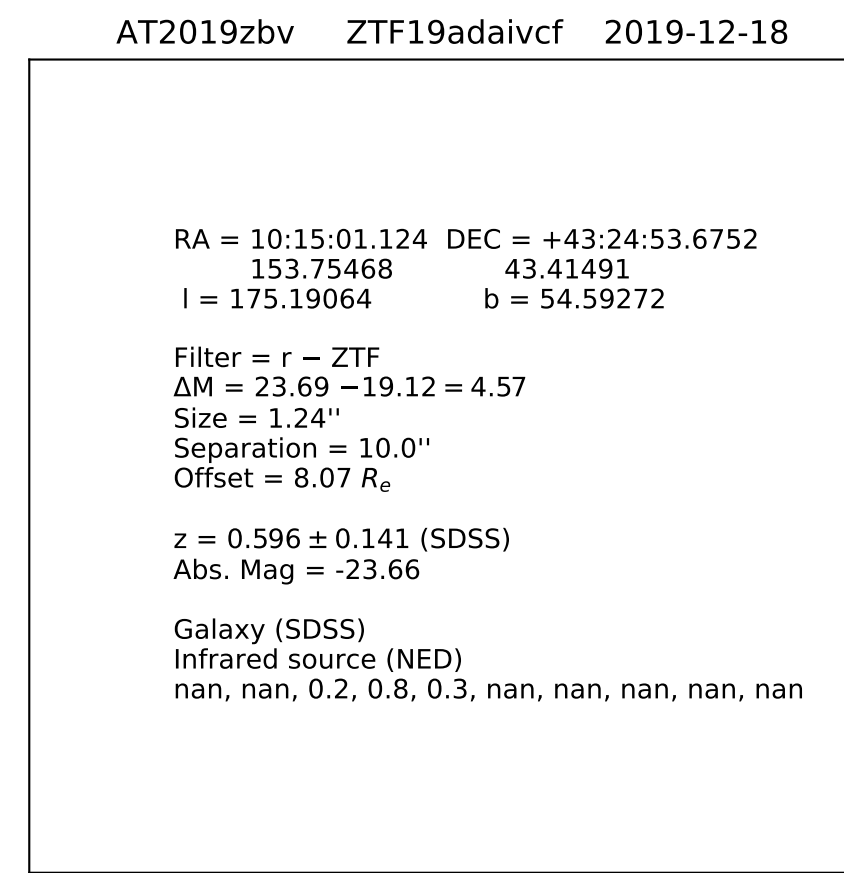 AT2019zbv ZTF19adaivcf 2019-12-18
RA = 10:15:01.124 DEC = +43:24:53.6752
153.75468 43.41491
l = 175.19064 b = 54.59272
Filter = r − ZTF
ΔM = 23.69 −19.12 = 4.57
Size = 1.24''
Separation = 10.0''
Offset = 8.07 Rₑ
z = 0.596 ± 0.141 (SDSS)
Abs. Mag = -23.66
Galaxy (SDSS)
Infrared source (NED)
nan, nan, 0.2, 0.8, 0.3, nan, nan, nan, nan, nan